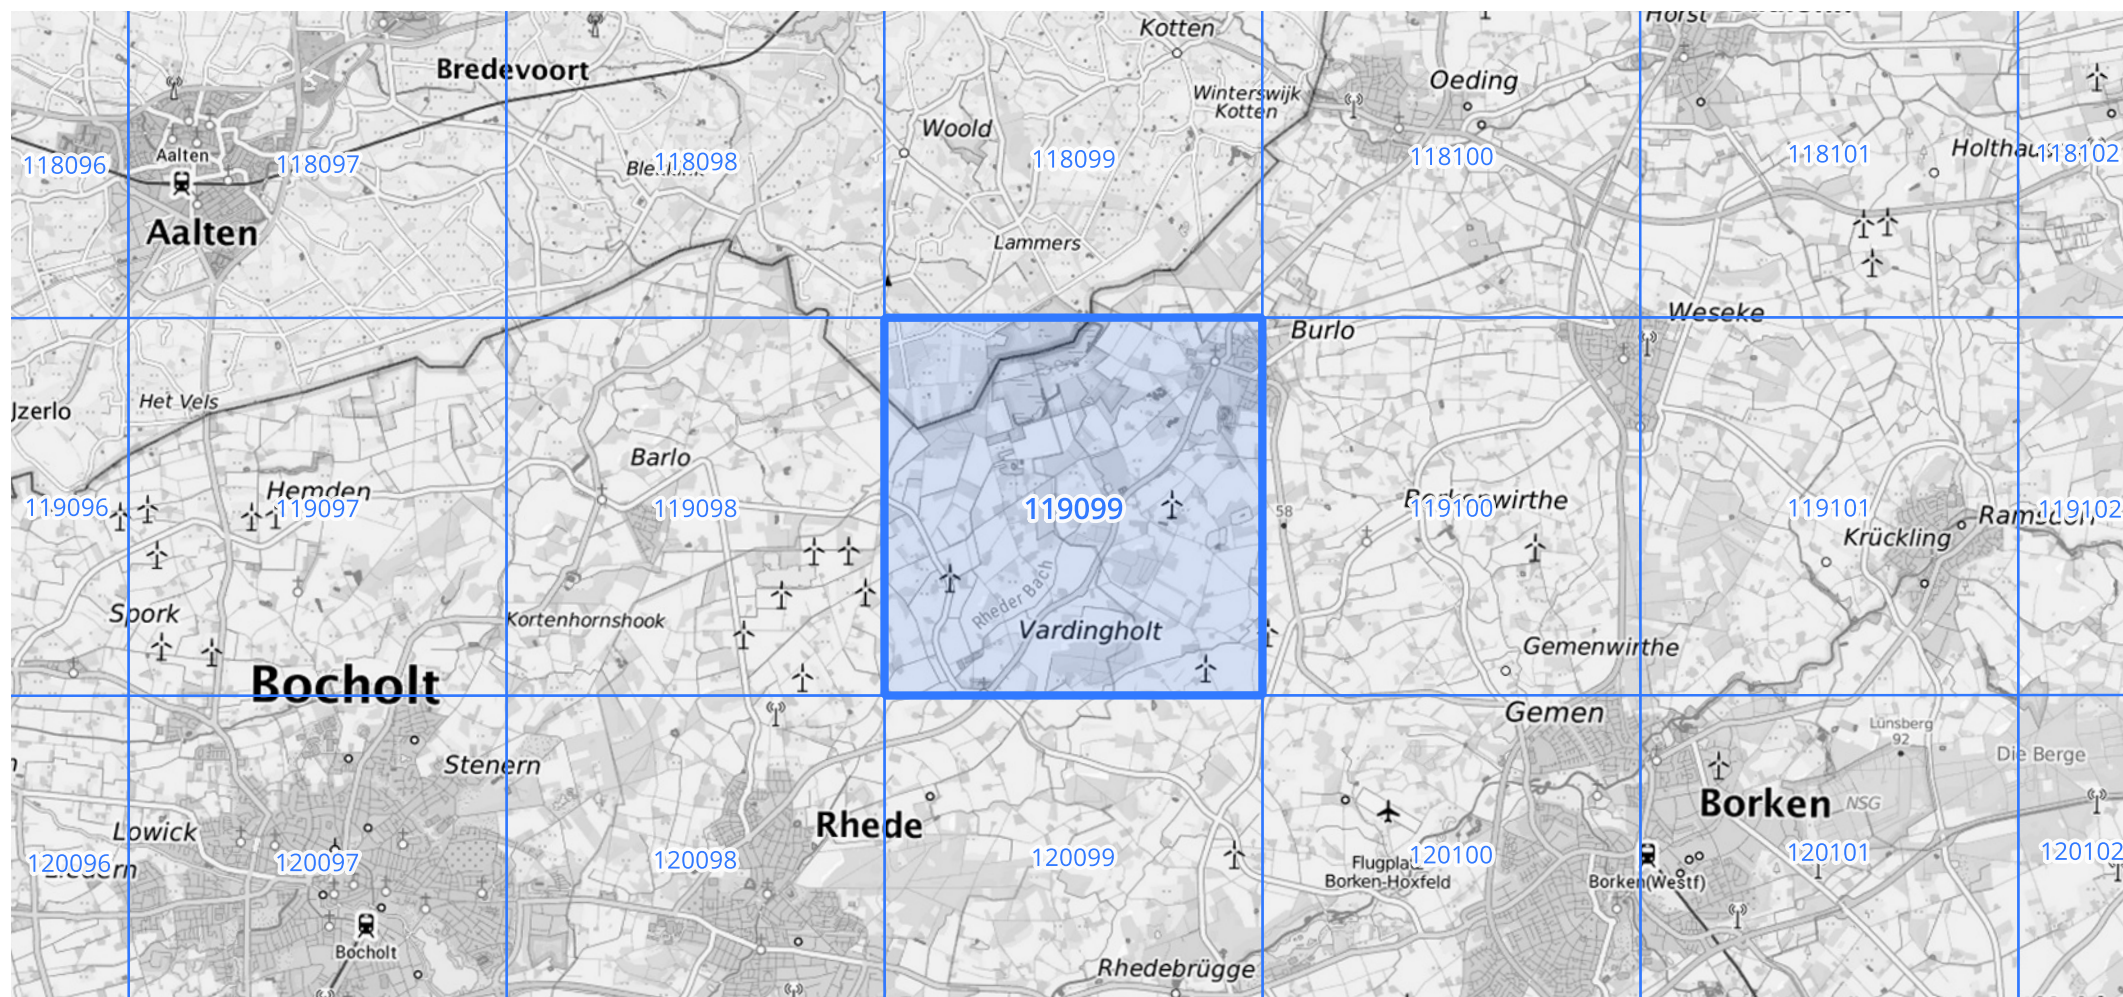 Kotten
Horst
Bredevoort
Oeding
Winterswijk
Kotten
Woold
Aalten
118096
118097
118098
118099
118100
118101
118102
Aalten
Lammers
Weseke
Burlo
Het Vels
IJzerlo
Barlo
Hemden
119096
119097
119098
119099
119100
119101
119102
58
Krückling
Rheder Bach
Spork
Kortenhornshook
Vardingholt
Gemenwirthe
Bocholt
Gemen
Lünsberg
92
Die Berge
Stenern
Borken
NSG
Rhede
Lowick
120096
120097
120098
120099
120100
120101
120102
Borken-Hoxfeld
Borken(Westf)
Bocholt
Rhedebrügge